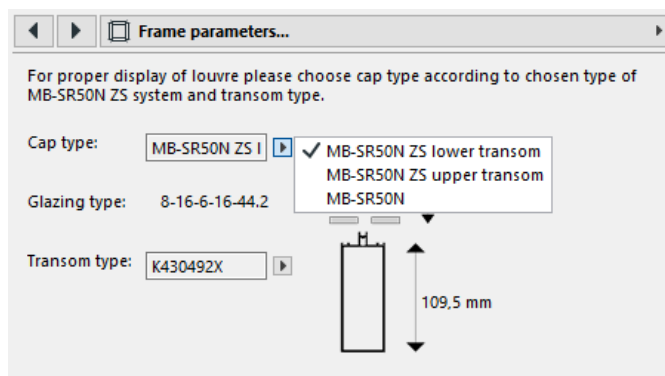 Frame parameters...
For proper display of louvre please choose cap type according to chosen type of
MB-SR50N ZS system and transom type.
Cap type: MB-SR50N ZS l
MB-SR50N ZS lower transom
MB-SR50N ZS upper transom
MB-SR50N
Glazing type: 8-16-6-16-44.2
Transom type: K430492X
109,5 mm